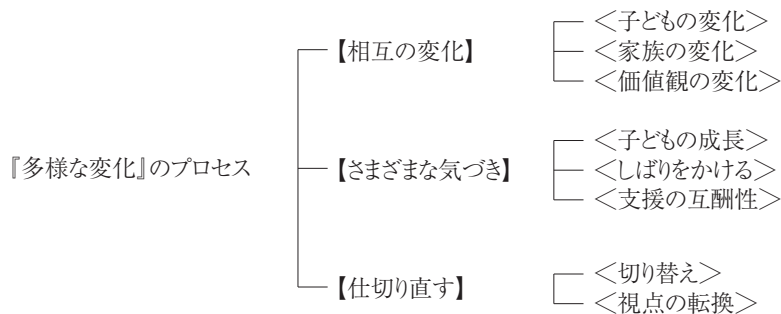 ＜子どもの変化＞
【相互の変化】
＜家族の変化＞
＜価値観の変化＞
＜子どもの成長＞
『多様な変化』のプロセス
【さまざまな気づき】
＜しばりをかける＞
＜支援の互酬性＞
＜切り替え＞
【仕切り直す】
＜視点の転換＞